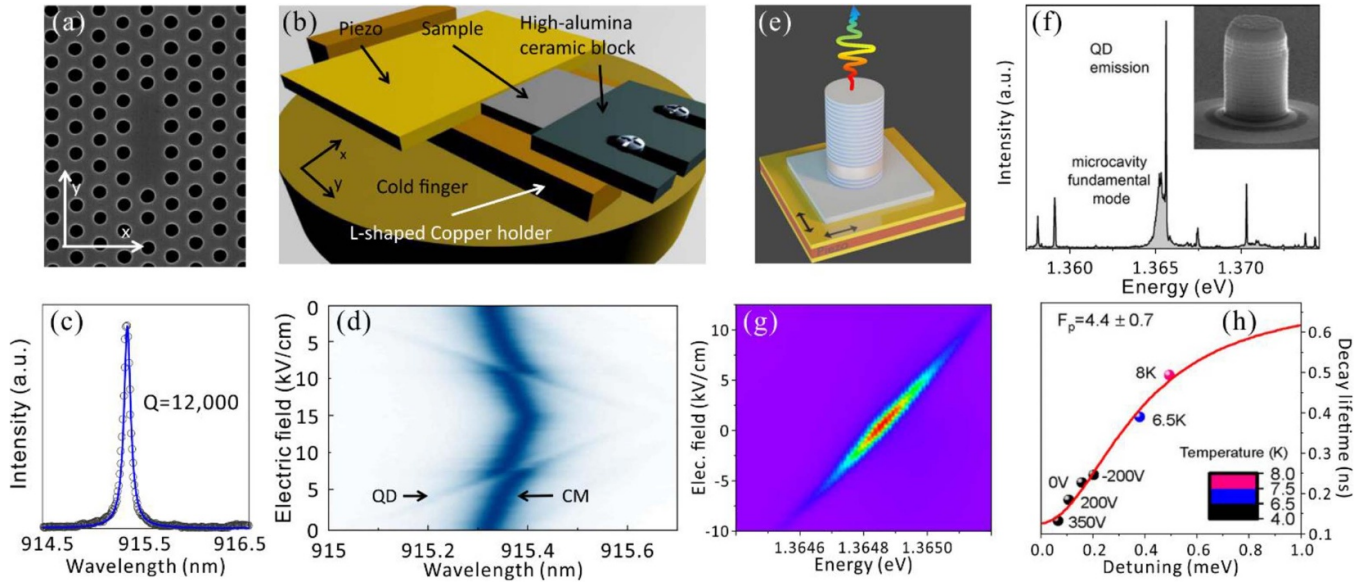 (a)
y
x
(b)
Piezo
Sample
High-alumina
ceramic block
x
y
Cold finger
L-shaped Copper holder
(e)
Piezo
(f)
QD
emission
microcavity
fundamental
mode
Intensity (a.u.)
1.360
1.365
1.370
Energy (eV)
(c)
Q=12,000
Intensity (a.u.)
914.5
915.5
916.5
Wavelength (nm)
(d)
Electric field (kV/cm)
0
5
10
15
10
5
0
QD
CM
915
915.2
915.4
915.6
Wavelength (nm)
(g)
Elec. field (kV/cm)
10
5
0
-5
-10
1.3646
1.3648
1.3650
Energy (eV)
(h)
Fp=4.4 ± 0.7
8K
6.5K
-200V
0V
200V
350V
Temperature (K)
8.0
7.5
6.5
4.0
0.6
0.5
0.4
0.3
0.2
0.1
Decay lifetime (ns)
0.0
0.2
0.4
0.6
0.8
1.0
Detuning (meV)